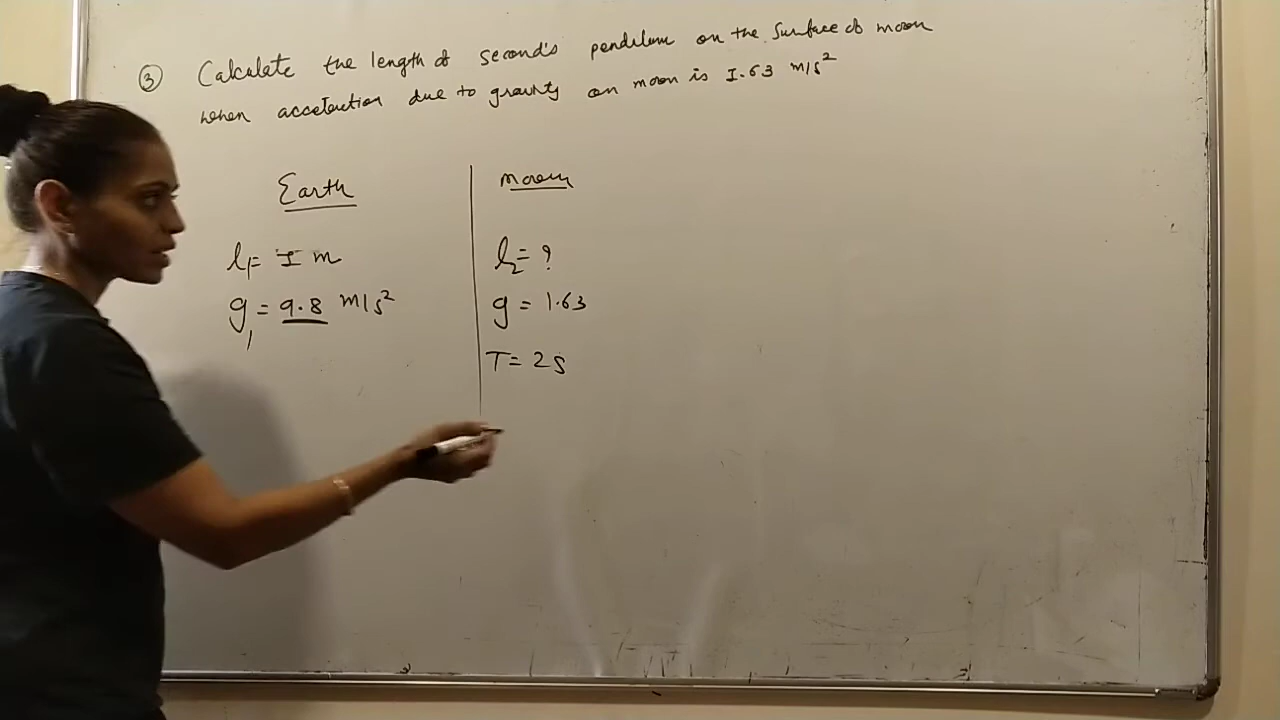 ③ Calculate the length of second's pendulum on the surface of moon
when acceleration due to gravity on moon is 1.63 m/s²
Earth
l₁= 1 m
g₁ = 9.8 m/s²
moon
l₂= ?
g = 1.63
T= 2s